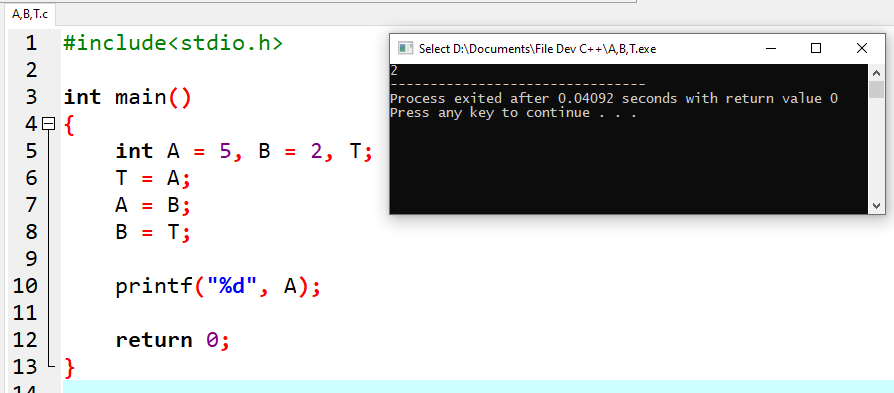 A,B,T.c
1 #include<stdio.h>
2
3 int main()
4 {
5 int A = 5, B = 2, T;
6 T = A;
7 A = B;
8 B = T;
9
10 printf("%d", A);
11
12 return 0;
13 }
14
Select D:\Documents\File Dev C++\A,B,T.exe
2
--------------------------------
Process exited after 0.04092 seconds with return value 0
Press any key to continue . . .